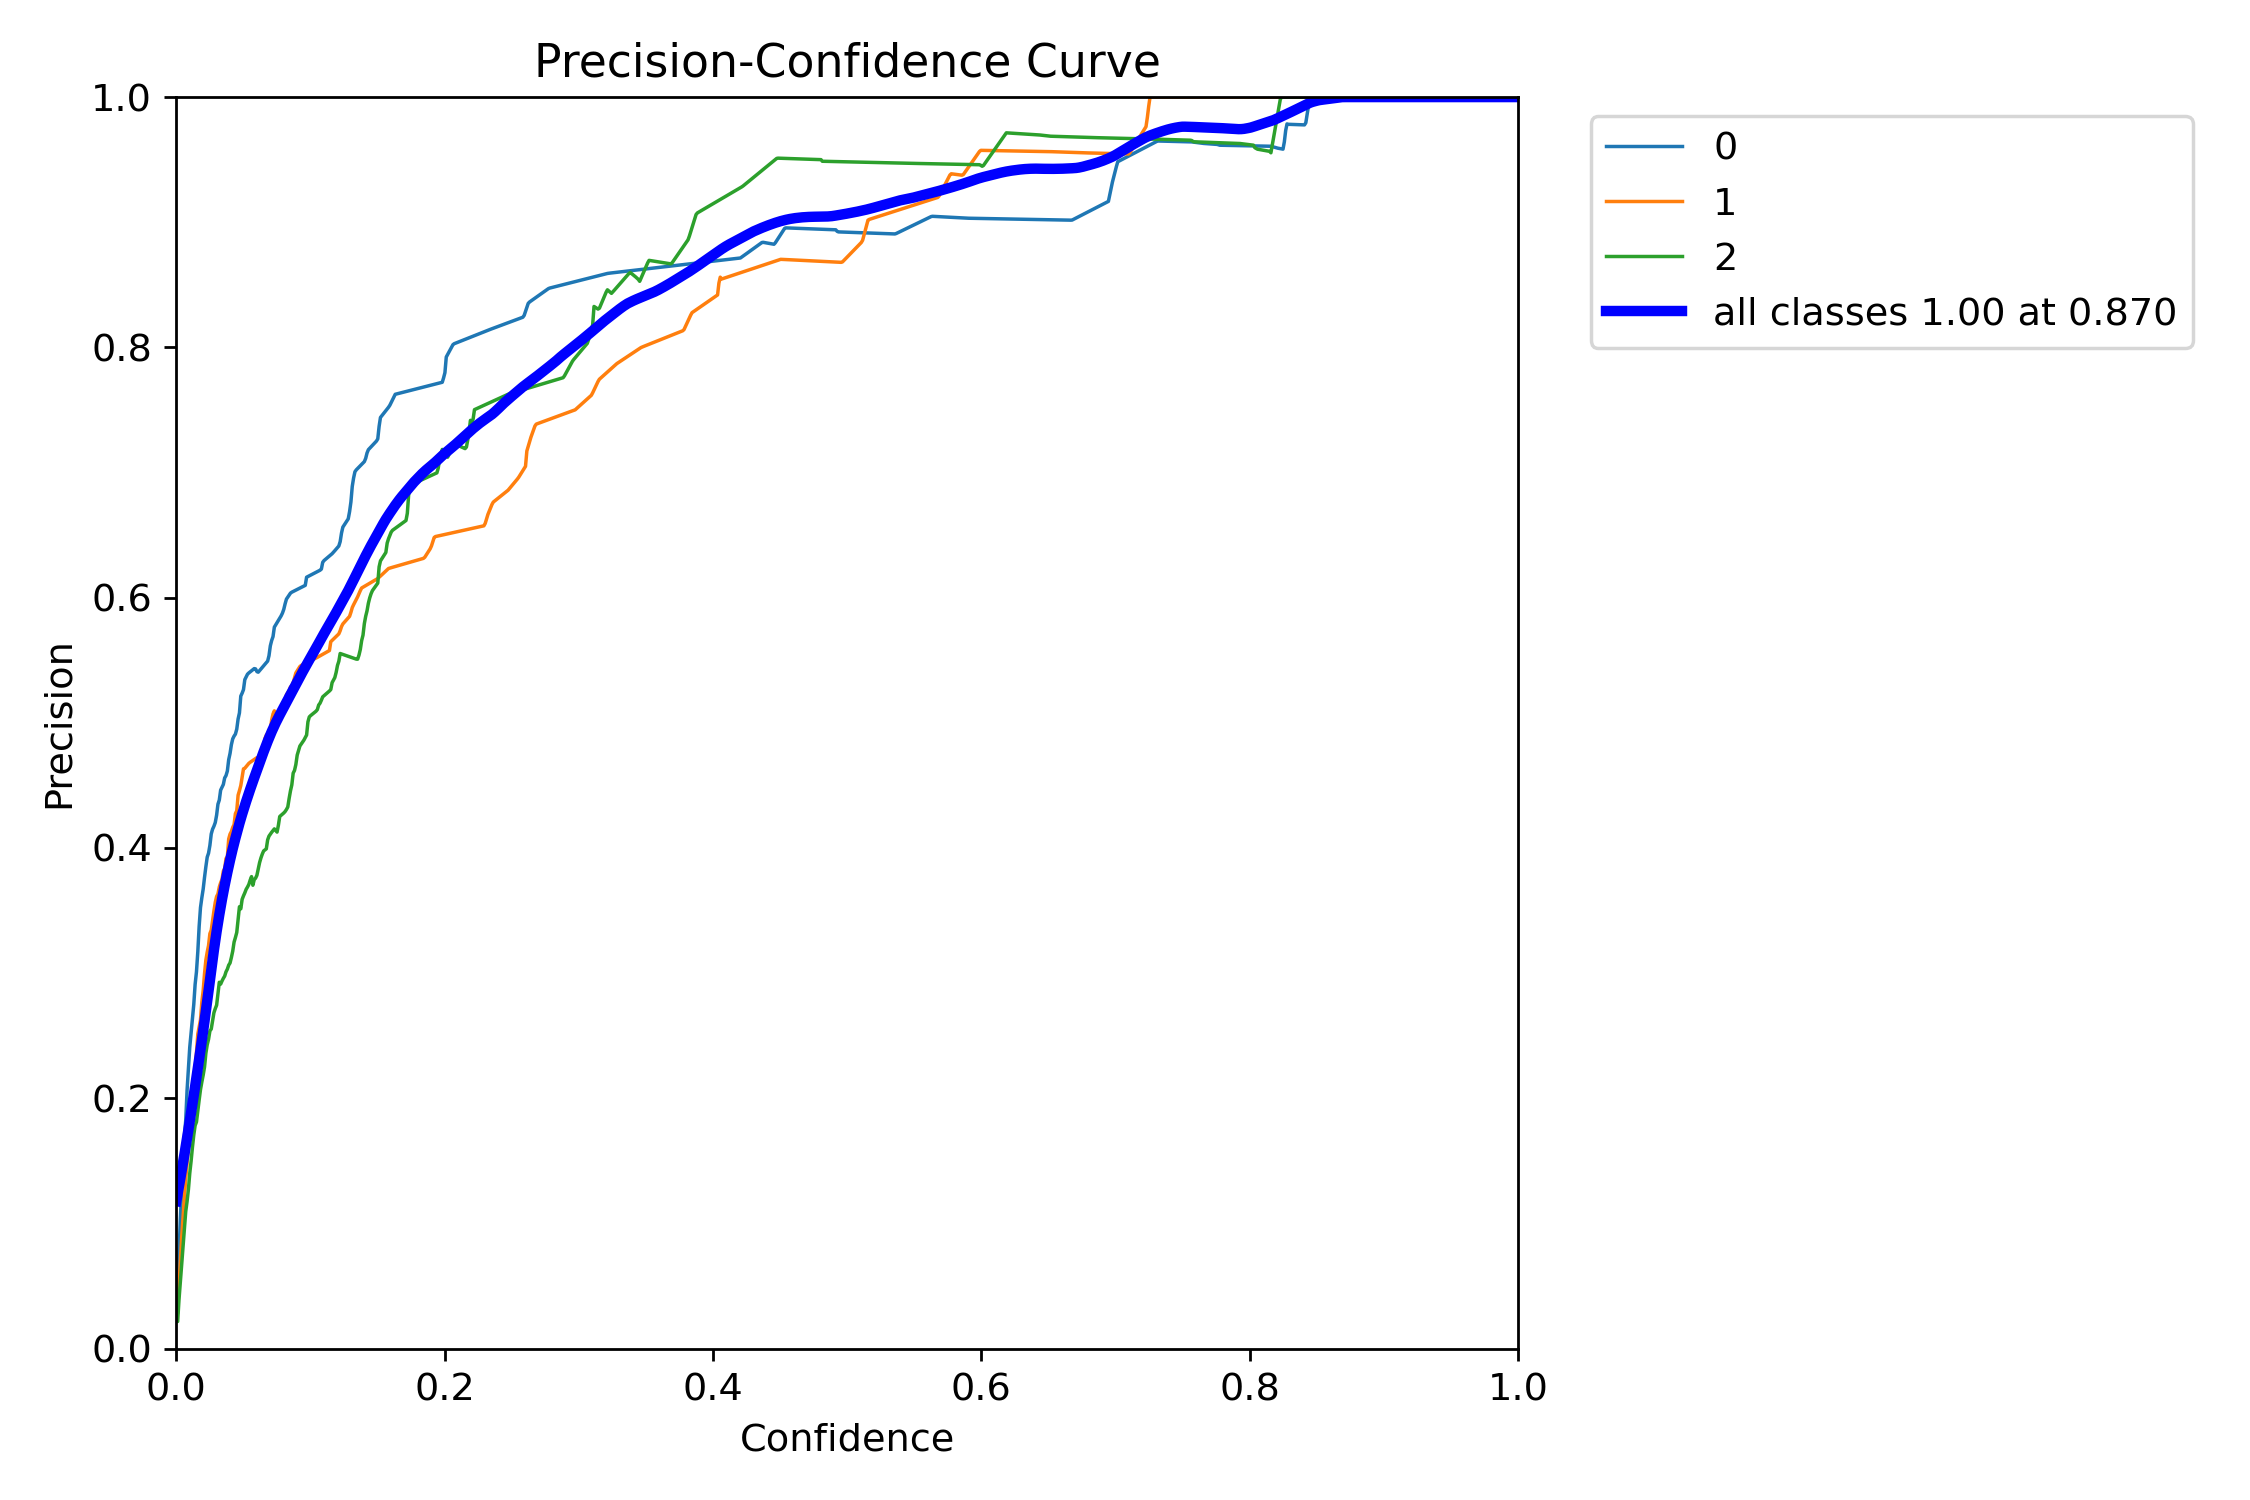 Precision-Confidence Curve
1.0
0.8
0.6
0.4
0.2
0.0
Precision
0.0 0.2 0.4 0.6 0.8 1.0
Confidence
0
1
2
all classes 1.00 at 0.870